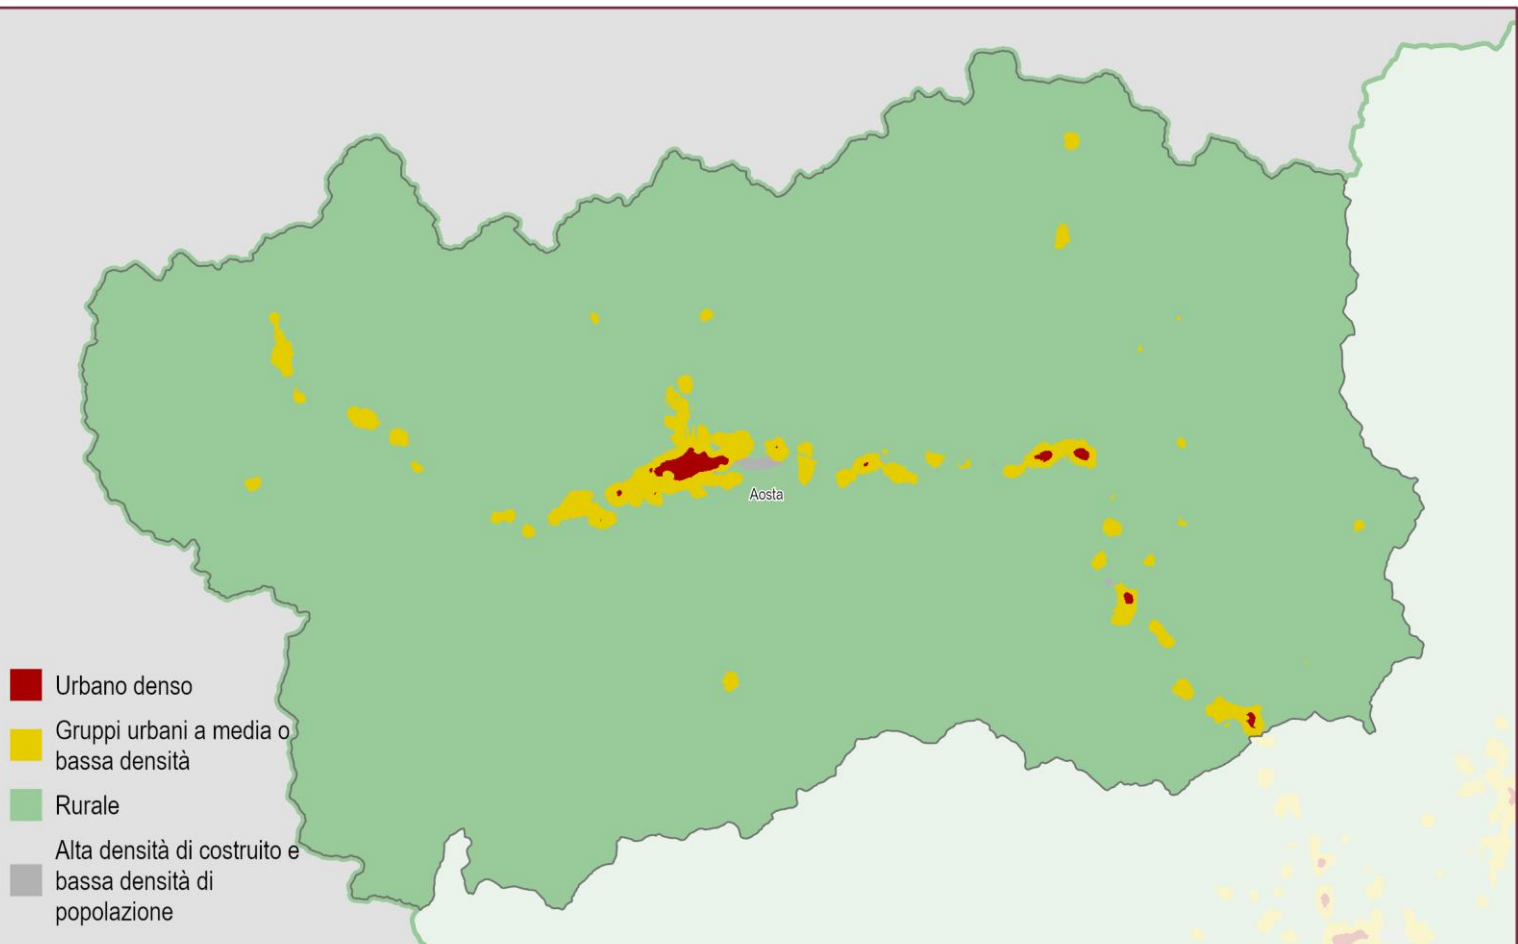 Aosta
Urbano denso
Gruppi urbani a media o
bassa densità
Rurale
Alta densità di costruito e
bassa densità di
popolazione